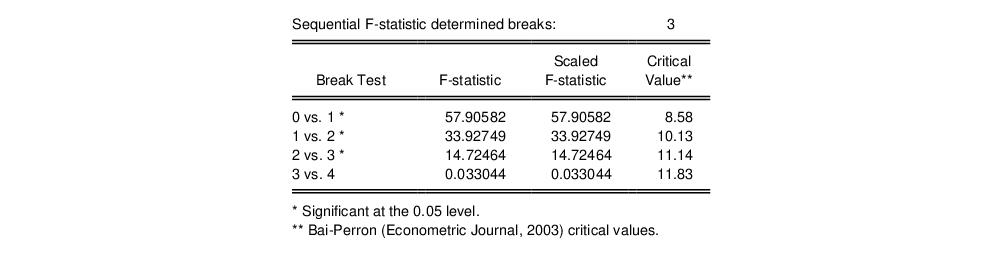 Sequential F-statistic determined breaks: 3
Scaled Critical
Break Test F-statistic F-statistic Value**
0 vs. 1 * 57.90582 57.90582 8.58
1 vs. 2 * 33.92749 33.92749 10.13
2 vs. 3 * 14.72464 14.72464 11.14
3 vs. 4 0.033044 0.033044 11.83
* Significant at the 0.05 level.
** Bai-Perron (Econometric Journal, 2003) critical values.